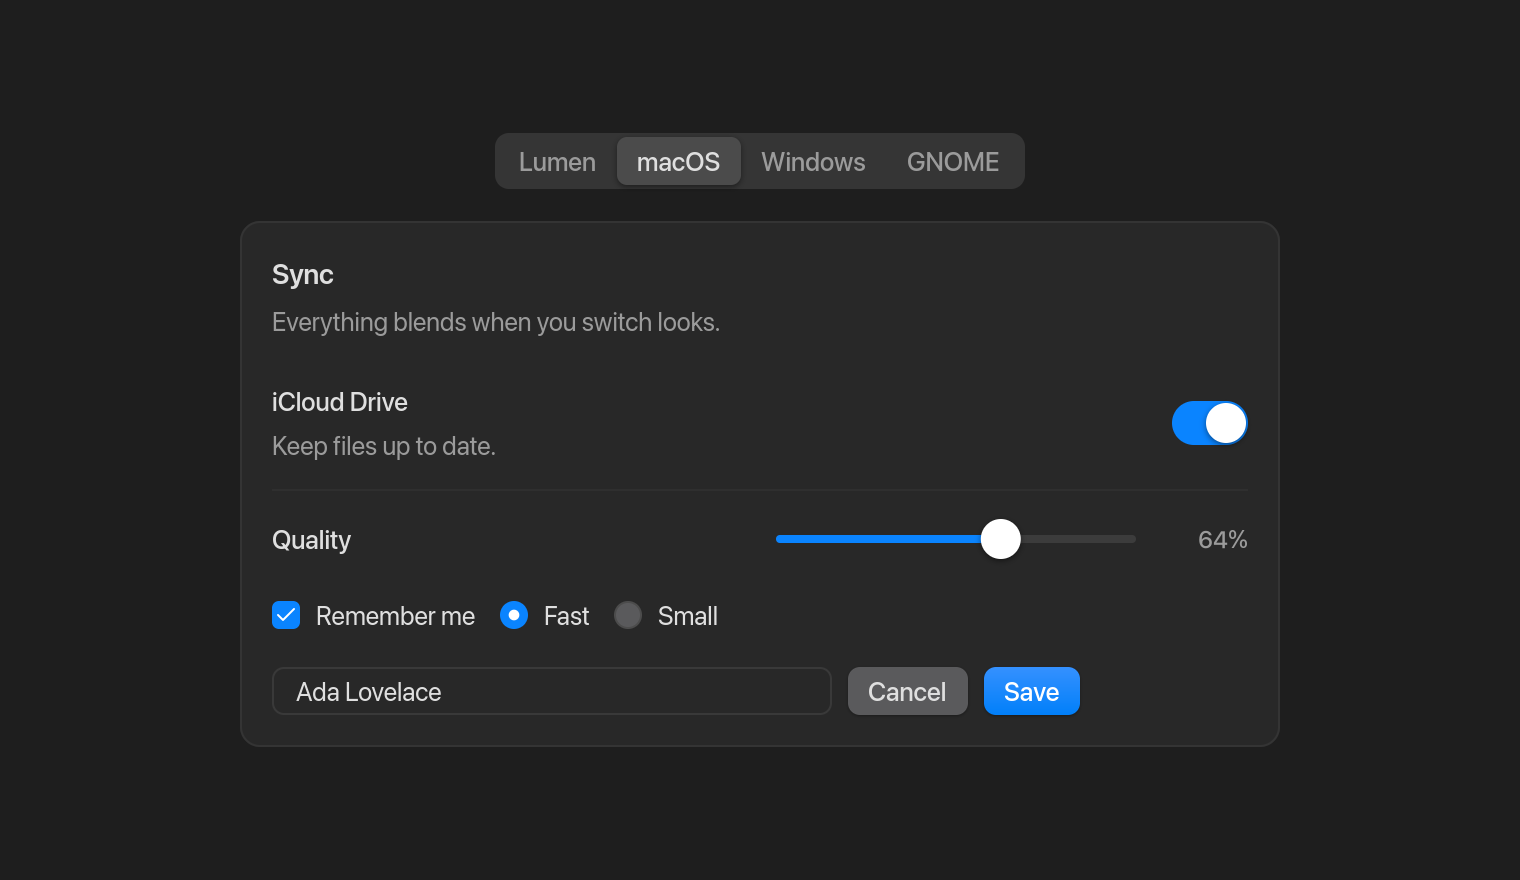 Lumen macOS Windows GNOME
Sync
Everything blends when you switch looks.
iCloud Drive
Keep files up to date.
Quality 64%
Remember me Fast Small
Ada Lovelace Cancel Save